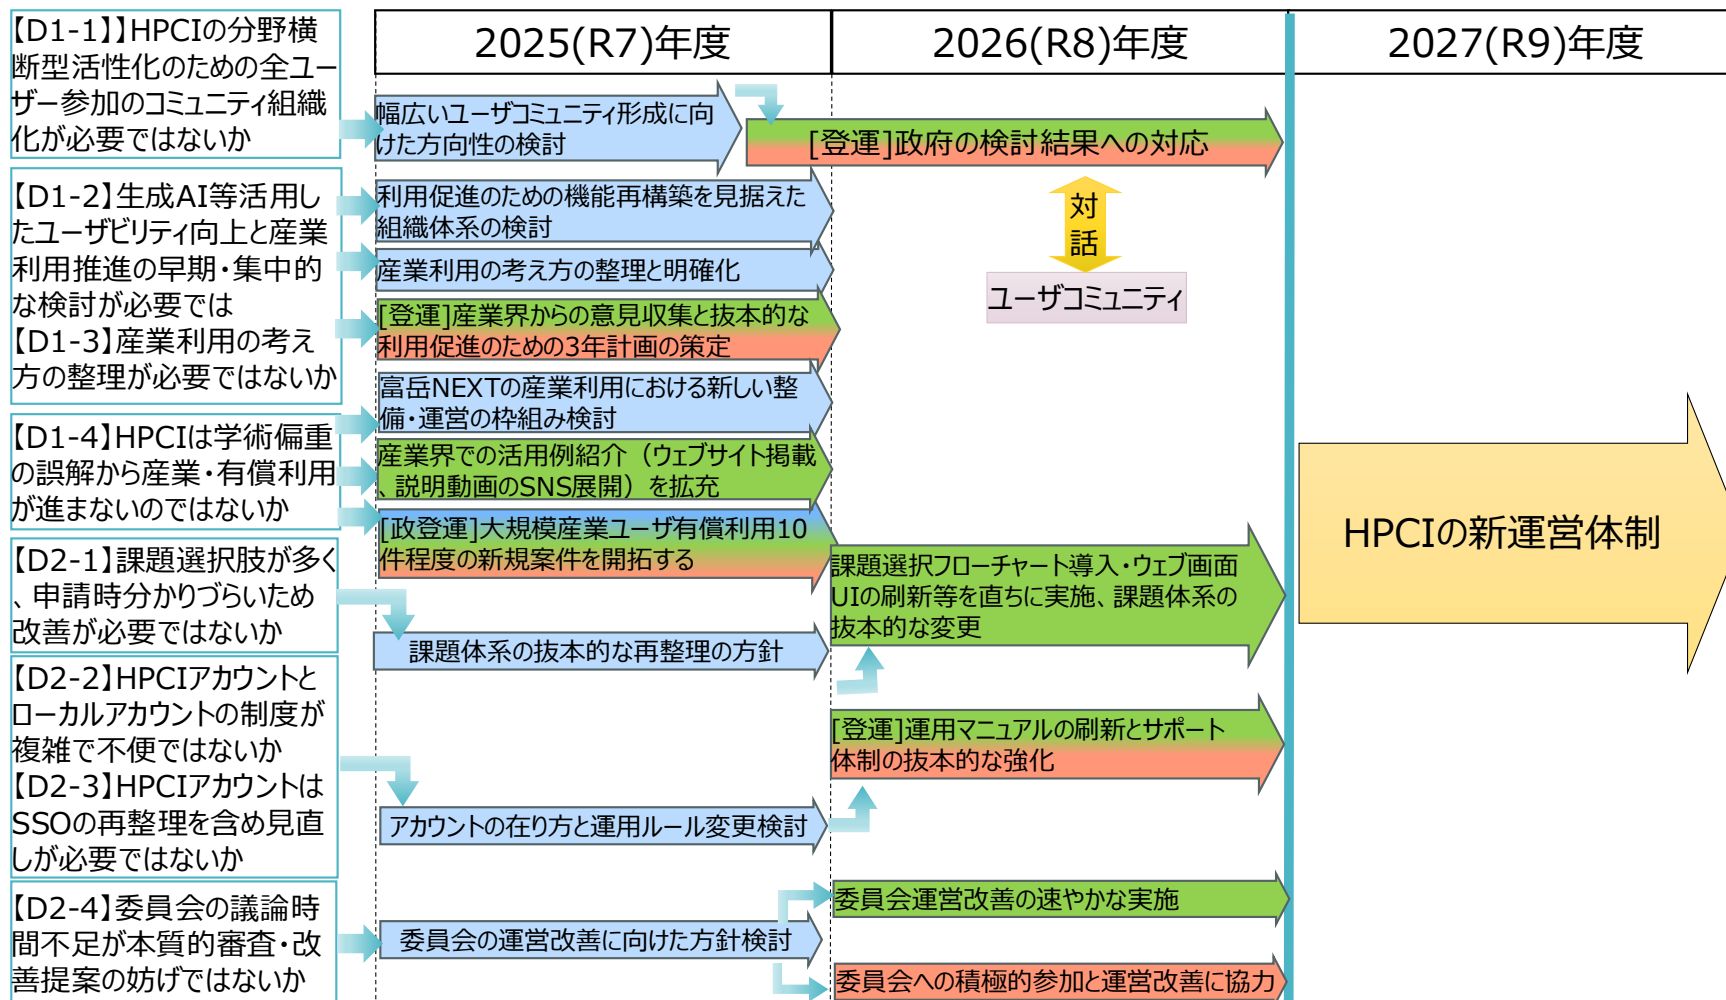 2025(R7)年度
2026(R8)年度
2027(R9)年度
【D1-1】】HPCIの分野横
断型活性化のための全ユー
ザー参加のコミュニティ組織
化が必要ではないか
【D1-2】生成AI等活用し
たユーザビリティ向上と産業
利用推進の早期・集中的
な検討が必要では
【D1-3】産業利用の考え
方の整理が必要ではないか
【D1-4】HPCIは学術偏重
の誤解から産業・有償利用
が進まないのではないか
【D2-1】課題選択肢が多く
、申請時分かりづらいため
改善が必要ではないか
【D2-2】HPCIアカウントと
ローカルアカウントの制度が
複雑で不便ではないか
【D2-3】HPCIアカウントは
SSOの再整理を含め見直
しが必要ではないか
【D2-4】委員会の議論時
間不足が本質的審査・改
善提案の妨げではないか
幅広いユーザコミュニティ形成に向
けた方向性の検討
利用促進のための機能再構築を見据えた
組織体系の検討
産業利用の考え方の整理と明確化
[登運]産業界からの意見収集と抜本的な
利用促進のための3年計画の策定
富岳NEXTの産業利用における新しい整
備・運営の枠組み検討
産業界での活用例紹介（ウェブサイト掲載
、説明動画のSNS展開）を拡充
[政登運]大規模産業ユーザ有償利用10
件程度の新規案件を開拓する
課題体系の抜本的な再整理の方針
アカウントの在り方と運用ルール変更検討
委員会の運営改善に向けた方針検討
[登運]政府の検討結果への対応
対
話
ユーザコミュニティ
課題選択フローチャート導入・ウェブ画面
UIの刷新等を直ちに実施、課題体系の
抜本的な変更
[登運]運用マニュアルの刷新とサポート
体制の抜本的な強化
委員会運営改善の速やかな実施
委員会への積極的参加と運営改善に協力
HPCIの新運営体制